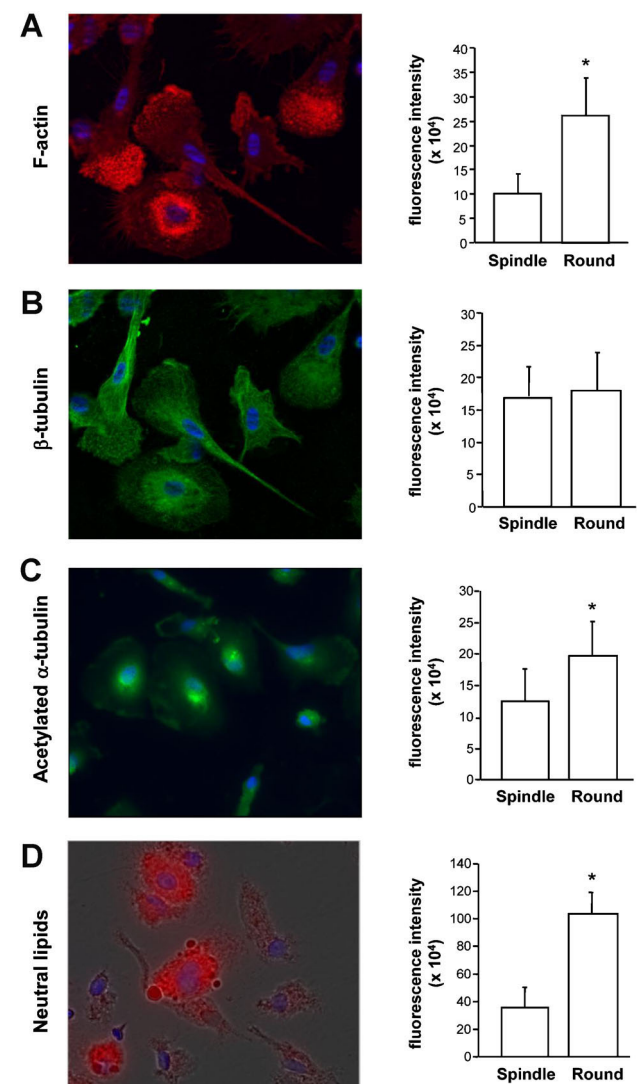 A
F-actin
fluorescence intensity
(x 10⁴)
40
35
30
25
20
15
10
5
0
*
Spindle Round
B
β-tubulin
fluorescence intensity
(x 10⁴)
30
25
20
15
10
5
0
Spindle Round
C
Acetylated α-tubulin
fluorescence intensity
(x 10⁴)
30
25
20
15
10
5
0
*
Spindle Round
D
Neutral lipids
fluorescence intensity
(x 10⁴)
140
120
100
80
60
40
20
0
*
Spindle Round